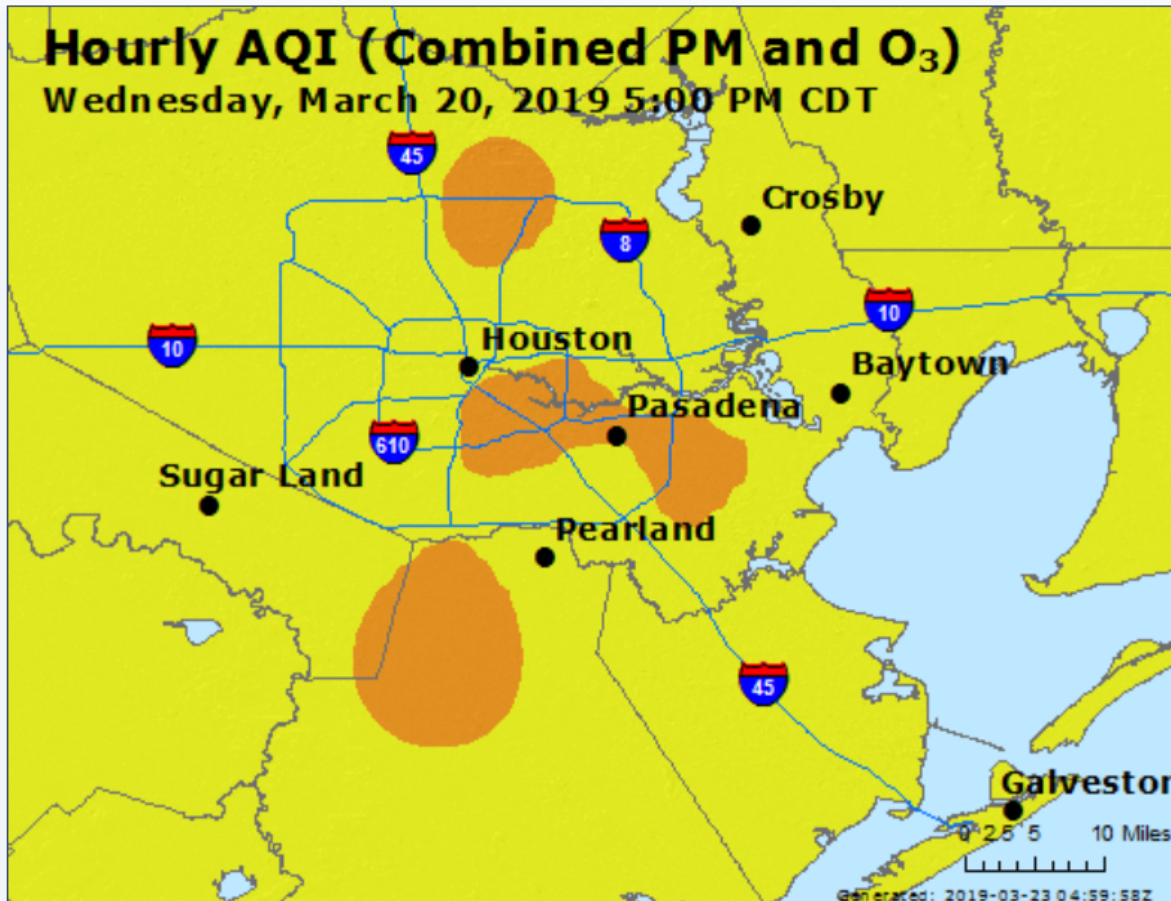 Hourly AQI (Combined PM and O₃)
Wednesday, March 20, 2019 5:00 PM CDT
45
Crosby
8
10
10
Houston
Baytown
Pasadena
610
Sugar Land
Pearland
45
Galveston
0 2.5 5 10 Miles
Generated: 2019-03-23 04:59:58Z